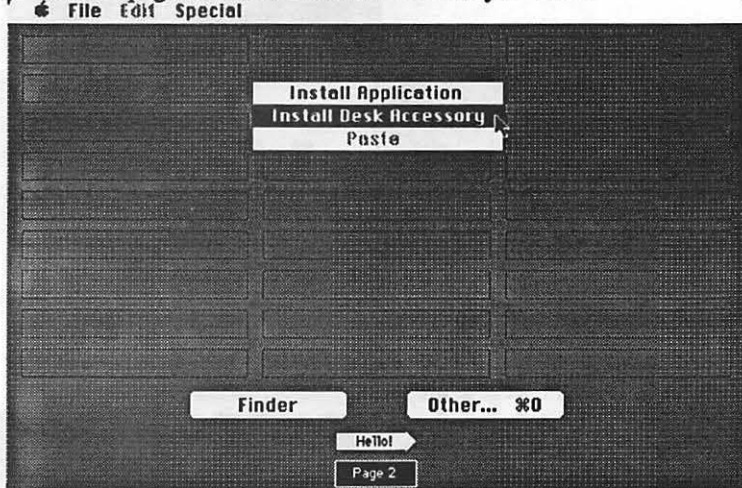 File Edit Special
Install Application
Install Desk Accessory
Paste
Finder
Other... ⌘O
Hello!
Page 2